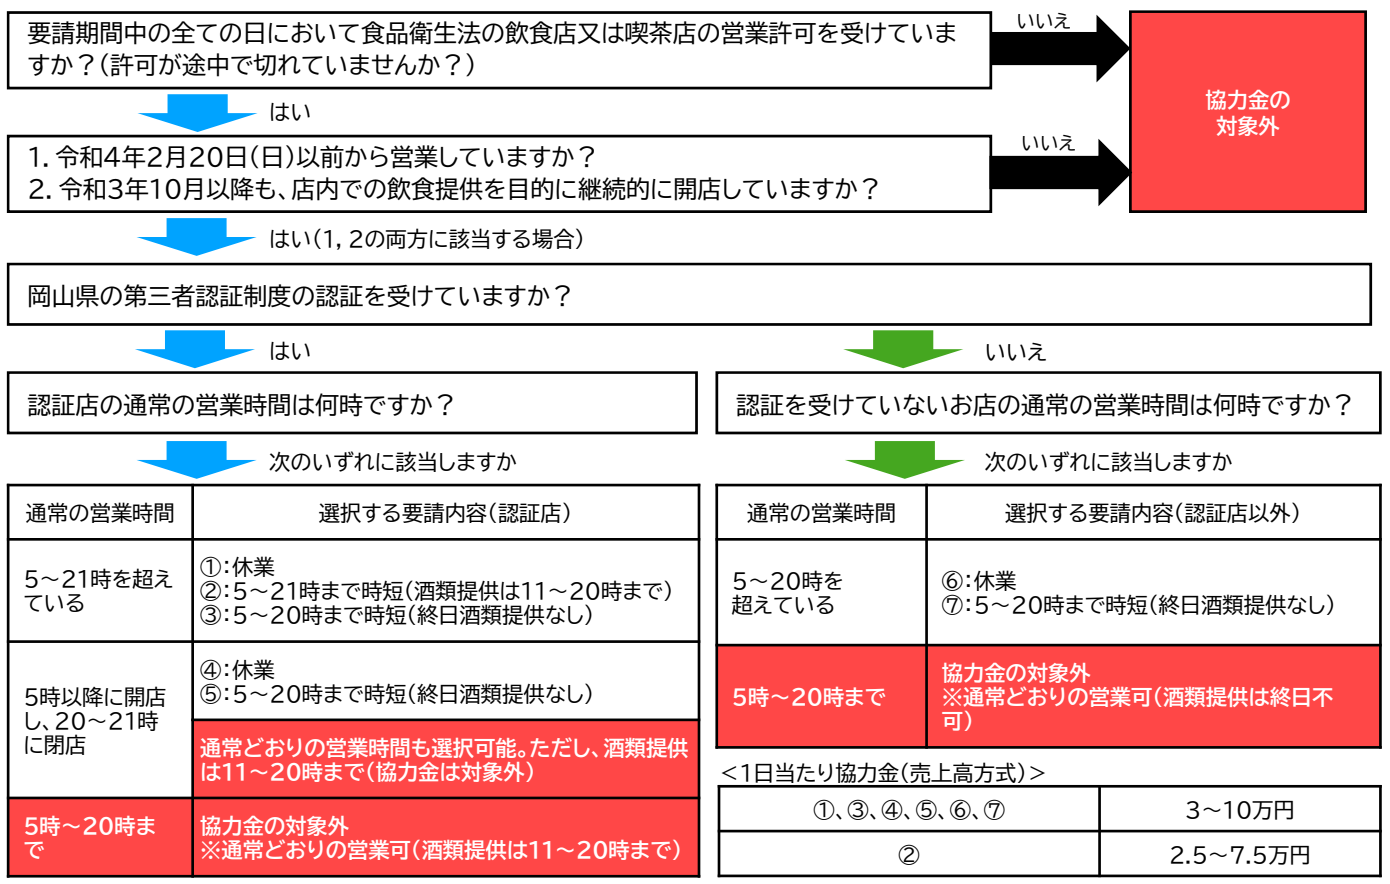 要請期間中の全ての日において食品衛生法の飲食店又は喫茶店の営業許可を受けていま
すか？(許可が途中で切れていませんか？)
いいえ
協力金の
対象外
はい
1．令和4年2月20日(日)以前から営業していますか？
2．令和3年10月以降も、店内での飲食提供を目的に継続的に開店していますか？
いいえ
はい(1，2の両方に該当する場合)
岡山県の第三者認証制度の認証を受けていますか？
はい
いいえ
認証店の通常の営業時間は何時ですか？
次のいずれに該当しますか
通常の営業時間
選択する要請内容(認証店)
5～21時を超え
ている
①：休業
②：5～21時まで時短(酒類提供は11～20時まで)
③：5～20時まで時短(終日酒類提供なし)
5時以降に開店
し、20～21時
に閉店
④：休業
⑤：5～20時まで時短(終日酒類提供なし)
通常どおりの営業時間も選択可能。ただし、酒類提供
は11～20時まで(協力金は対象外)
5時～20時ま
で
協力金の対象外
※通常どおりの営業可(酒類提供は11～20時まで)
認証を受けていないお店の通常の営業時間は何時ですか？
次のいずれに該当しますか
通常の営業時間
選択する要請内容(認証店以外)
5～20時を
超えている
⑥：休業
⑦：5～20時まで時短(終日酒類提供なし)
5時～20時まで
協力金の対象外
※通常どおりの営業可(酒類提供は終日不
可)
＜1日当たり協力金(売上高方式)＞
①、③、④、⑤、⑥、⑦
3～10万円
②
2.5～7.5万円